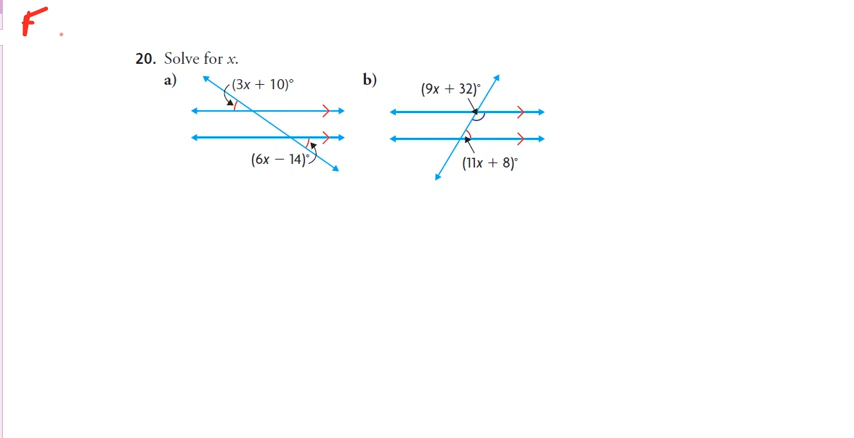 F .
20. Solve for x.
a) (3x + 10)°
(6x − 14)°
b) (9x + 32)°
(11x + 8)°